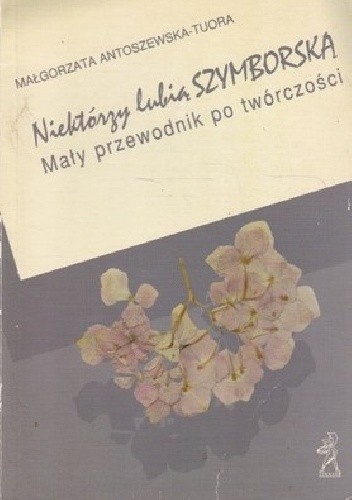 MAŁGORZATA ANTOSZEWSKA-TUORA
Niektórzy lubią SZYMBORSKĄ
Mały przewodnik po twórczości